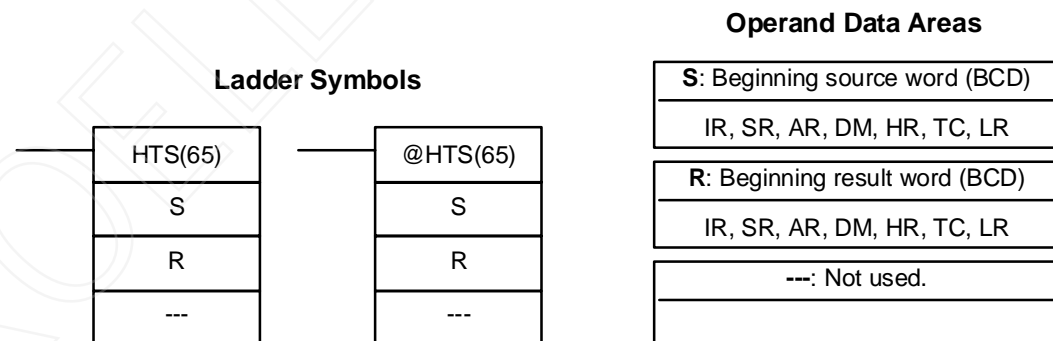 Operand Data Areas
Ladder Symbols
HTS(65)
S
R
---
@HTS(65)
S
R
---
S: Beginning source word (BCD)
IR, SR, AR, DM, HR, TC, LR
R: Beginning result word (BCD)
IR, SR, AR, DM, HR, TC, LR
---: Not used.